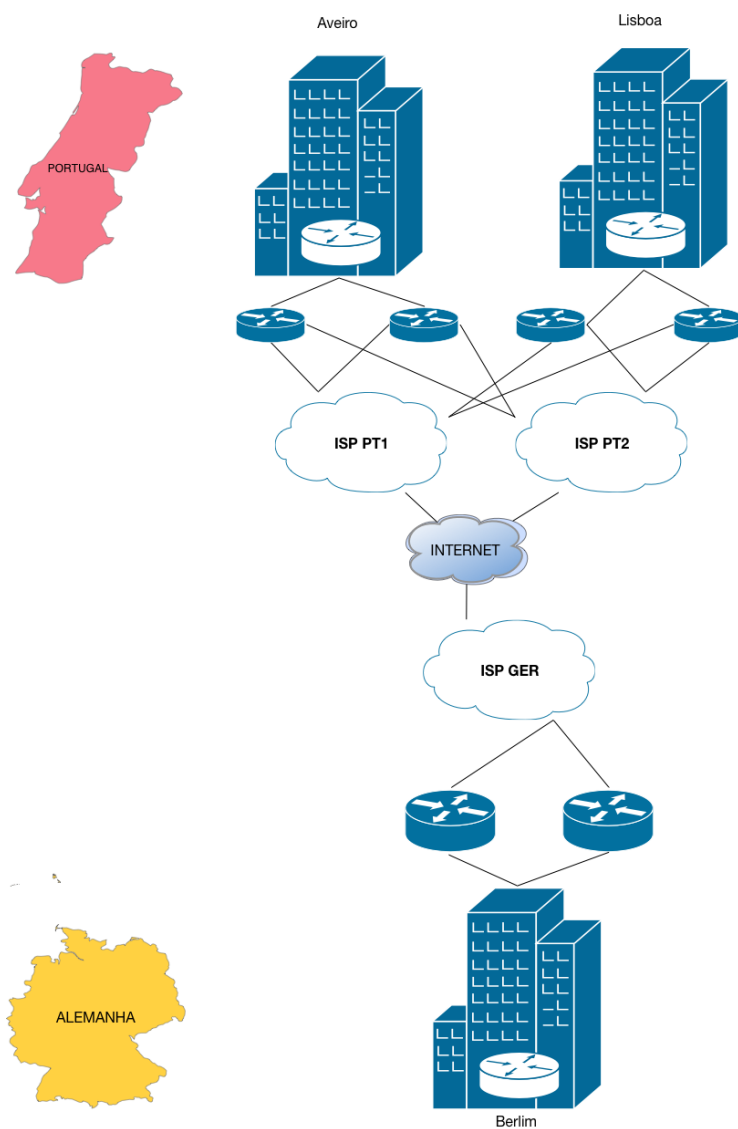 Aveiro
Lisboa
PORTUGAL
ISP PT1
ISP PT2
INTERNET
ISP GER
ALEMANHA
Berlim